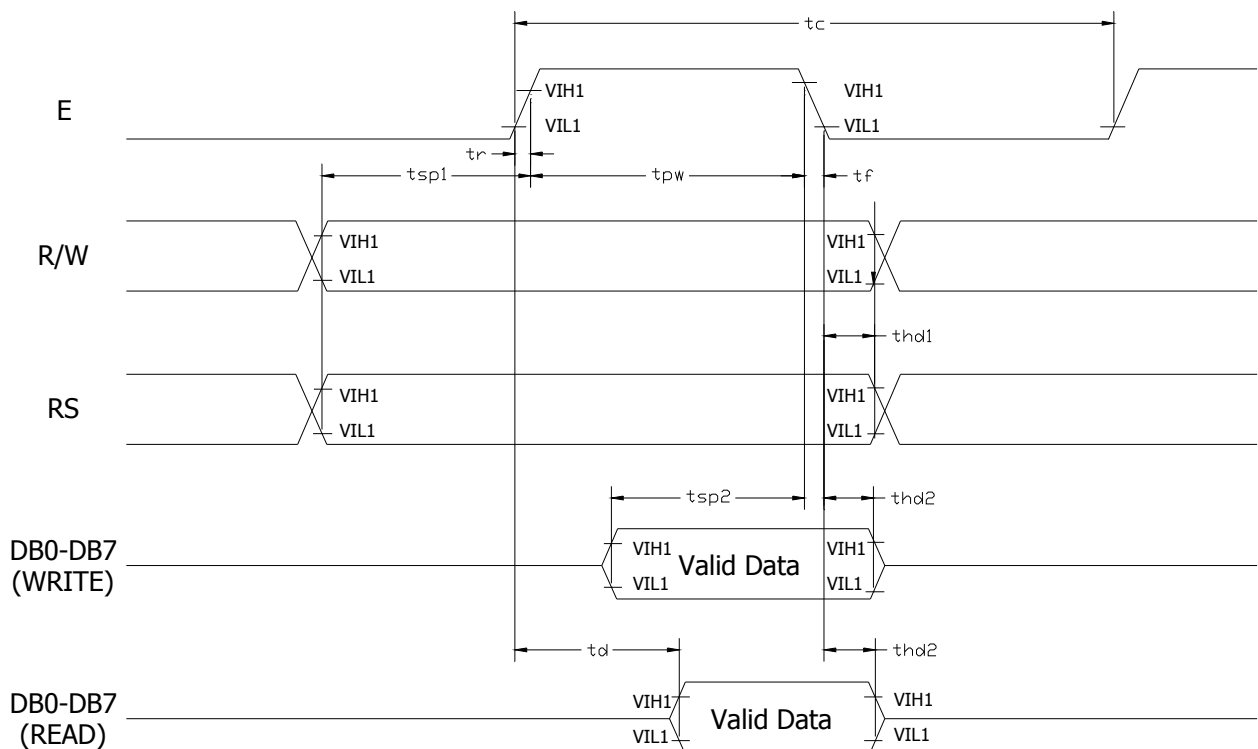 tc
E
VIH1
VIH1
VIL1
VIL1
tr
tsp1
tpw
tf
R/W
VIH1
VIH1
VIL1
VIL1
thd1
RS
VIH1
VIH1
VIL1
VIL1
tsp2
thd2
DB0-DB7
(WRITE)
VIH1
Valid Data
VIH1
VIL1
VIL1
td
thd2
DB0-DB7
(READ)
VIH1
Valid Data
VIH1
VIL1
VIL1